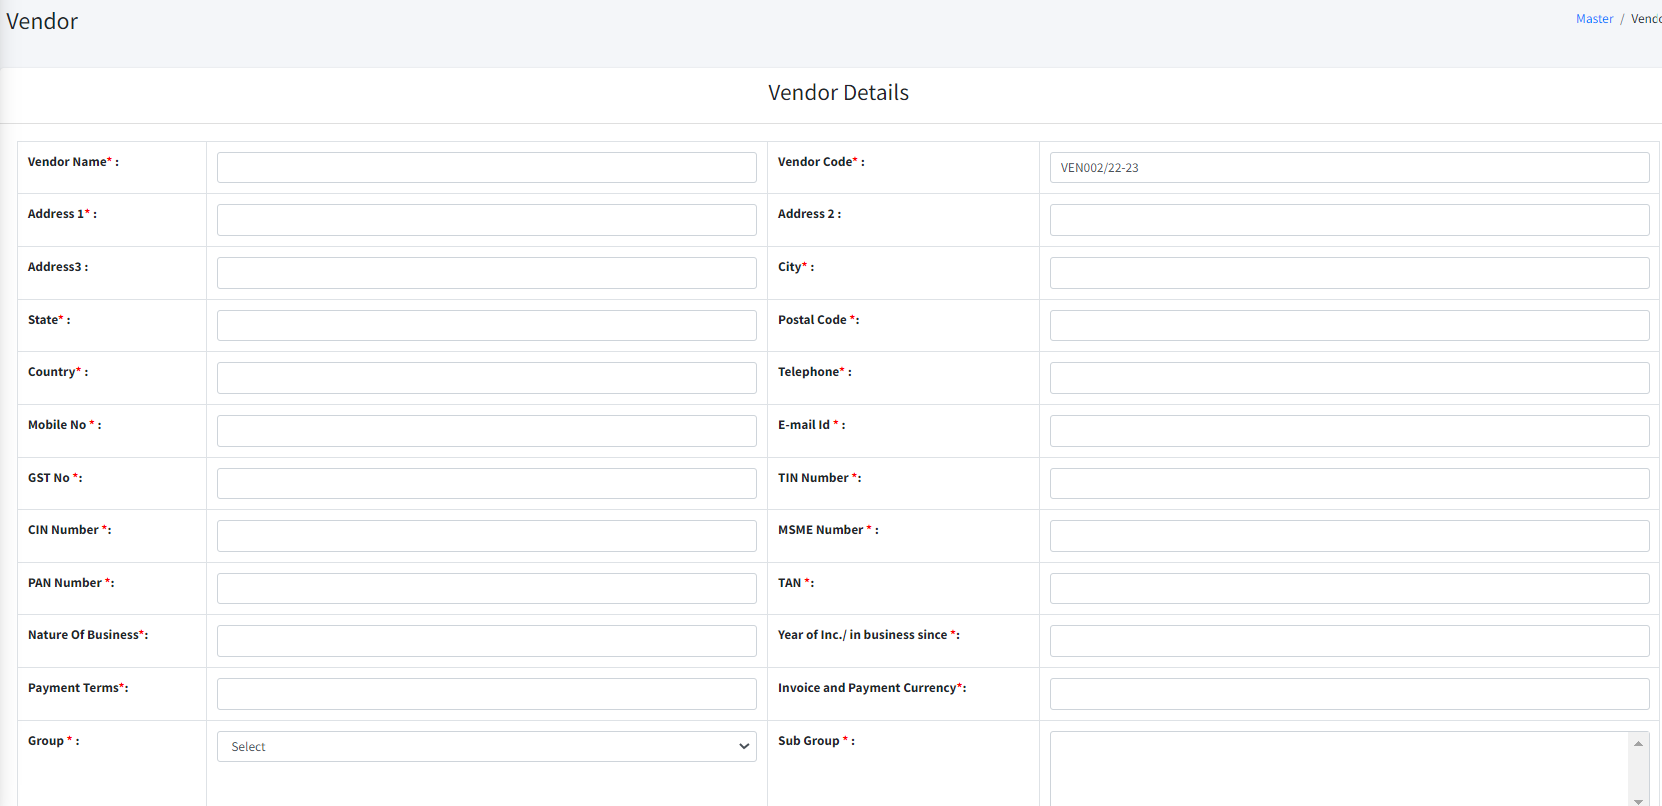 Vendor
Master / Vendo
Vendor Details
Vendor Name* :
Vendor Code* :
VEN002/22-23
Address 1* :
Address 2 :
Address3 :
City* :
State* :
Postal Code *:
Country* :
Telephone* :
Mobile No * :
E-mail Id * :
GST No *:
TIN Number *:
CIN Number *:
MSME Number * :
PAN Number *:
TAN *:
Nature Of Business*:
Year of Inc./ in business since *:
Payment Terms*:
Invoice and Payment Currency*:
Group * :
Select
Sub Group * :